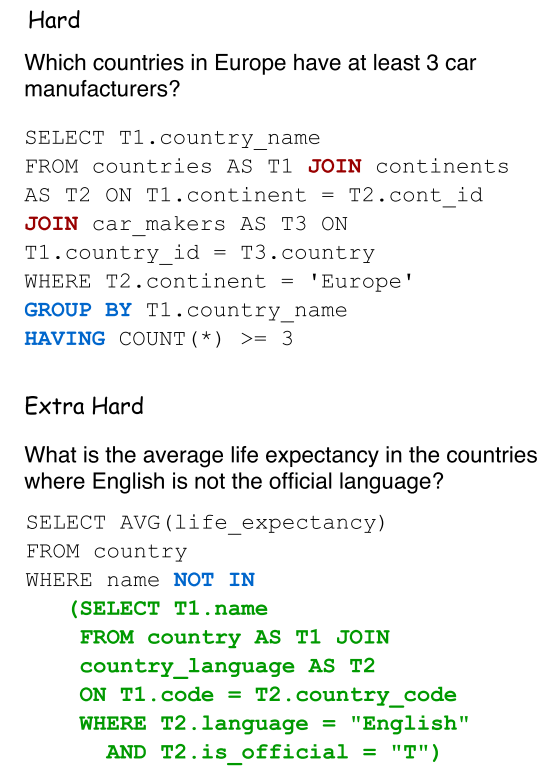 Hard
Which countries in Europe have at least 3 car
manufacturers?
SELECT T1.country_name
FROM countries AS T1 JOIN continents
AS T2 ON T1.continent = T2.cont_id
JOIN car_makers AS T3 ON
T1.country_id = T3.country
WHERE T2.continent = 'Europe'
GROUP BY T1.country_name
HAVING COUNT(*) >= 3
Extra Hard
What is the average life expectancy in the countries
where English is not the official language?
SELECT AVG(life_expectancy)
FROM country
WHERE name NOT IN
(SELECT T1.name
FROM country AS T1 JOIN
country_language AS T2
ON T1.code = T2.country_code
WHERE T2.language = "English"
AND T2.is_official = "T")